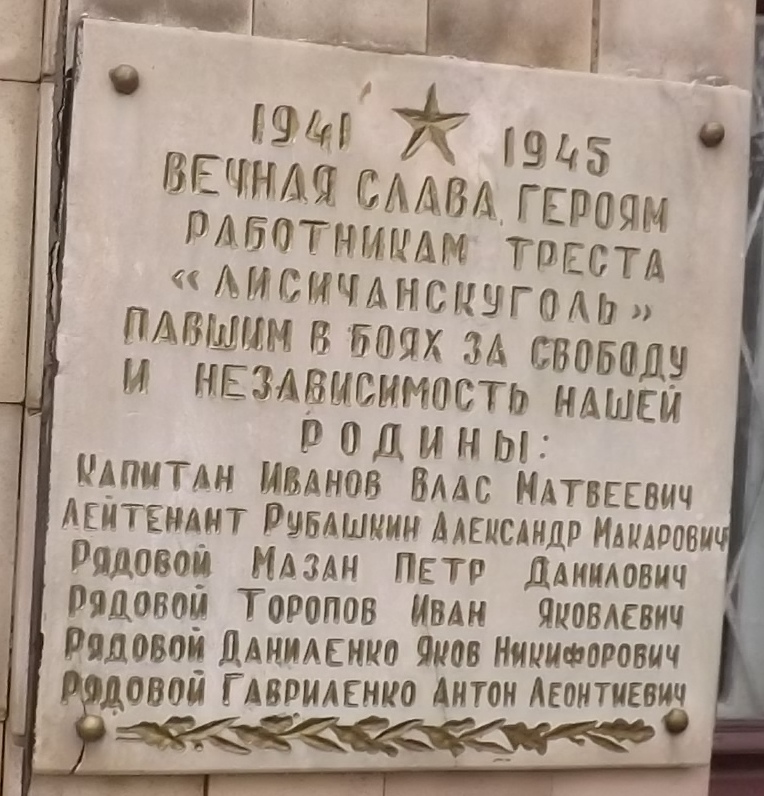 1941 1945
ВЕЧНАЯ СЛАВА ГЕРОЯМ
РАБОТНИКАМ ТРЕСТА
«ЛИСИЧАНСКУГОЛЬ»
ПАВШИМ В БОЯХ ЗА СВОБОДУ
И НЕЗАВИСИМОСТЬ НАШЕЙ
РОДИНЫ:
КАПИТАН ИВАНОВ ВЛАС МАТВЕЕВИЧ
ЛЕЙТЕНАНТ РУБАШКИН АЛЕКСАНДР МАКАРОВИЧ
РЯДОВОЙ МАЗАН ПЕТР ДАНИЛОВИЧ
РЯДОВОЙ ТОРОПОВ ИВАН ЯКОВЛЕВИЧ
РЯДОВОЙ ДАНИЛЕНКО ЯКОВ НИКИФОРОВИЧ
РЯДОВОЙ ГАВРИЛЕНКО АНТОН ЛЕОНТИЕВИЧ